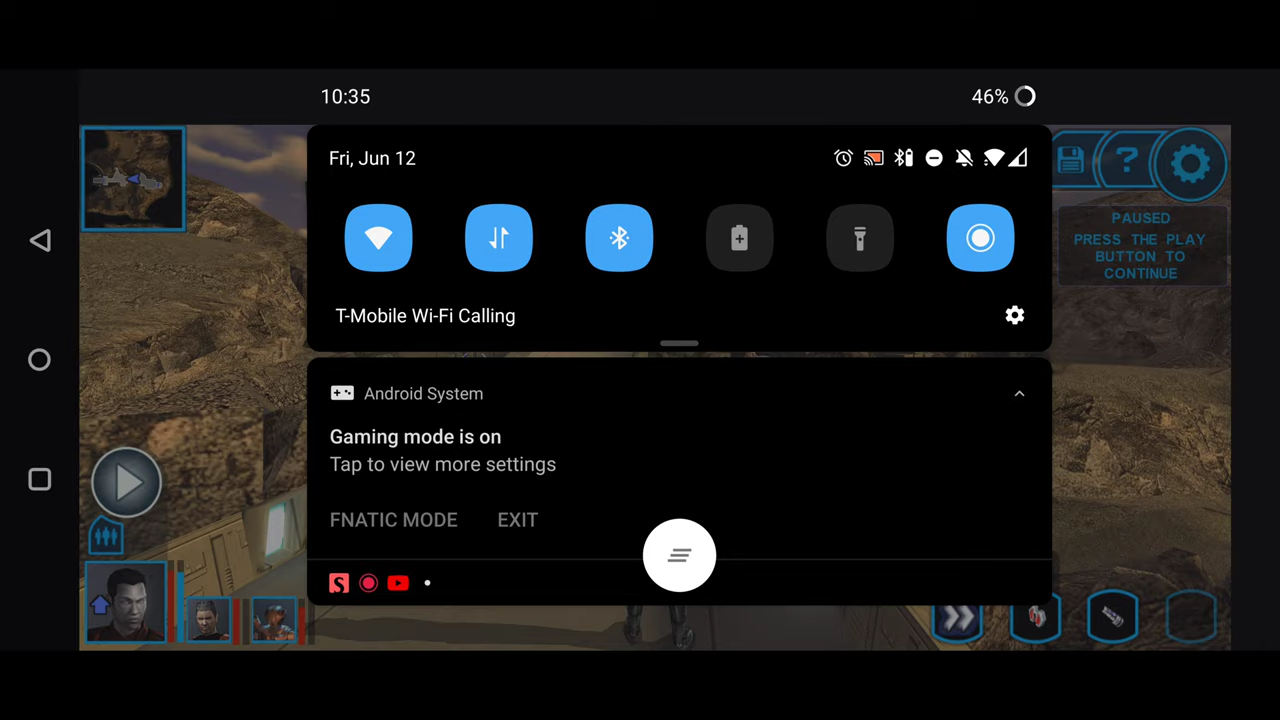 10:35
46%
Fri, Jun 12
T-Mobile Wi-Fi Calling
Android System
Gaming mode is on
Tap to view more settings
FNATIC MODE EXIT
?
PAUSED
PRESS THE PLAY
BUTTON TO
CONTINUE
S